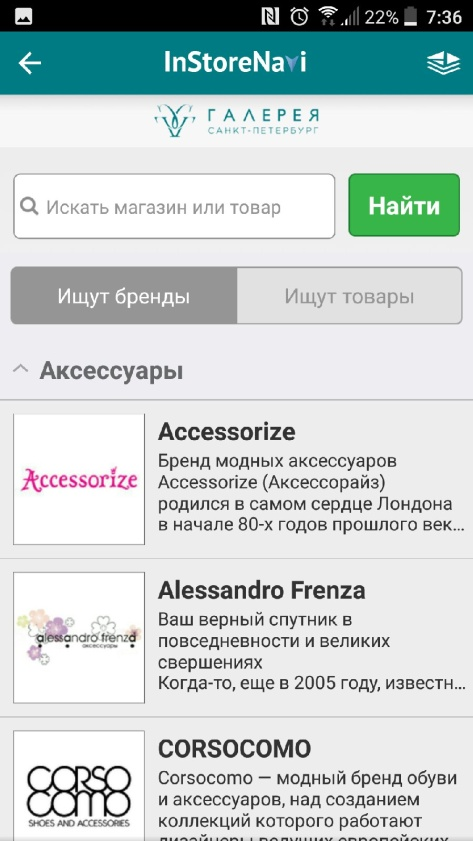 22% 7:36
InStoreNavi
ГАЛЕРЕЯ
САНКТ-ПЕТЕРБУРГ
Искать магазин или товар
Найти
Ищут бренды
Ищут товары
Аксессуары
Accessorize
Accessorize
Бренд модных аксессуаров
Accessorize (Аксессорайз)
родился в самом сердце Лондона
в начале 80-х годов прошлого век...
alessandro frenza
аксессуары
Alessandro Frenza
Ваш верный спутник в
повседневности и великих
свершениях
Когда-то, еще в 2005 году, известн...
CORSO
COMO
SHOES AND ACCESSORIES
CORSOCOMO
Corsocomo — модный бренд обуви
и аксессуаров, над созданием
коллекций которого работают
дизайнеры ведущих европейских